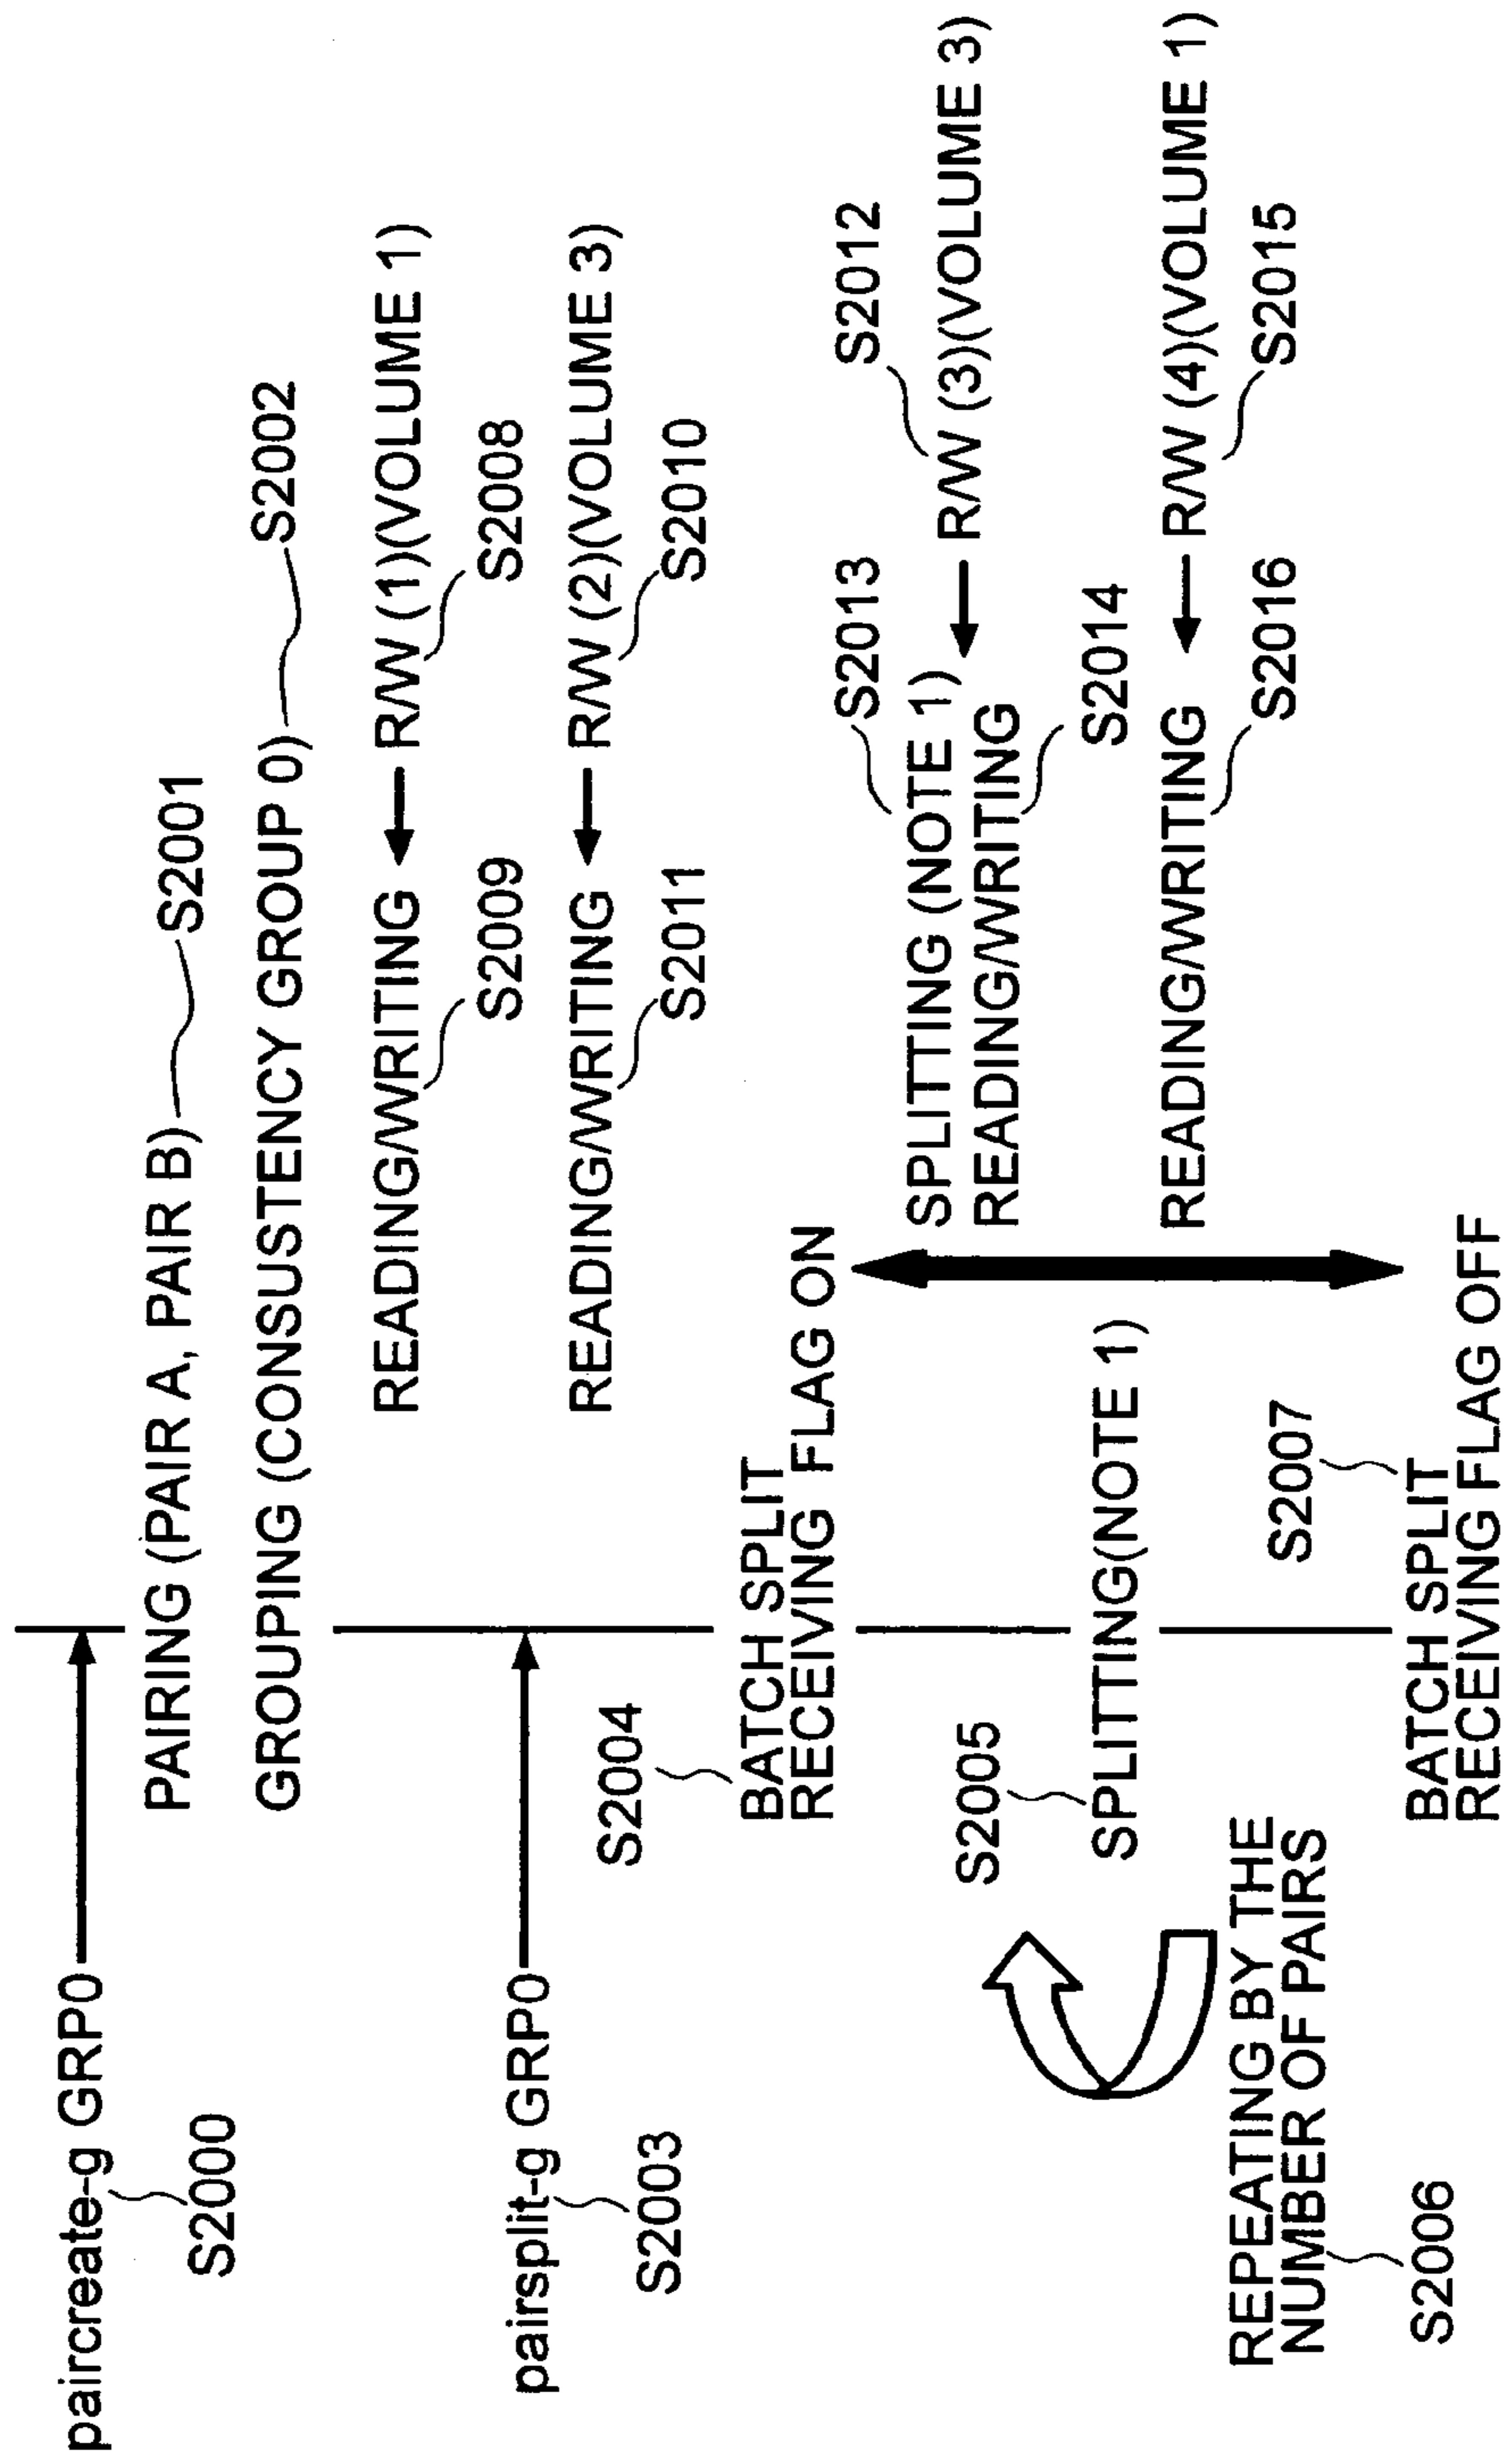 paircreate-g GRP0
S2000
PAIRING (PAIR A, PAIR B)
S2001
GROUPING (CONSUSTENCY GROUP 0)
S2002
READING/WRITING
R/W (1)(VOLUME 1)
S2009
S2008
pairsplit-g GRP0
S2003
READING/WRITING
R/W (2)(VOLUME 3)
S2011
S2010
S2004
BATCH SPLIT
RECEIVING FLAG ON
S2013
S2012
SPLITTING (NOTE 1)
READING/WRITING
R/W (3)(VOLUME 3)
S2014
S2005
SPLITTING(NOTE 1)
READING/WRITING
R/W (4)(VOLUME 1)
S2016
S2015
REPEATING BY THE
NUMBER OF PAIRS
S2006
S2007
BATCH SPLIT
RECEIVING FLAG OFF